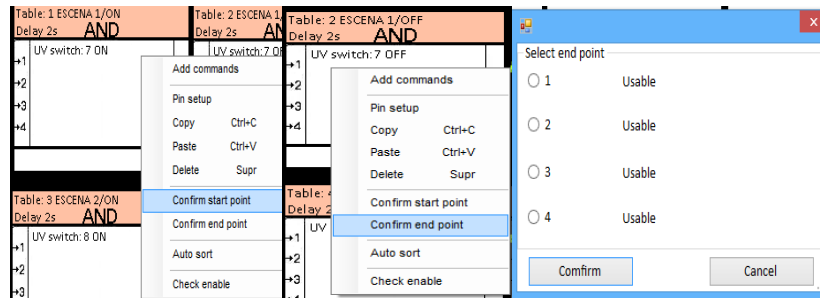 Table: 1 ESCENA 1/ON
Delay 2s AND
UV switch: 7 ON
→1
→2
→3
→4
Table: 2 ESCENA 1/
Delay 2s AN
UV switch: 7 OF
Add commands
Pin setup
Copy Ctrl+C
Paste Ctrl+V
Delete Supr
Confirm start point
Confirm end point
Auto sort
Check enable
Table: 3 ESCENA 2/ON
Delay 2s AND
UV switch: 8 ON
→1
→2
→3
Table: 2 ESCENA 1/OFF
Delay 2s AND
UV switch: 7 OFF
→1
→2
→3
→4
Add commands
Pin setup
Copy Ctrl+C
Paste Ctrl+V
Delete Supr
Confirm start point
Confirm end point
Auto sort
Check enable
Table: 4
Delay 2
UV
→1
→2
→3
x
Select end point
1 Usable
2 Usable
3 Usable
4 Usable
Confirm Cancel